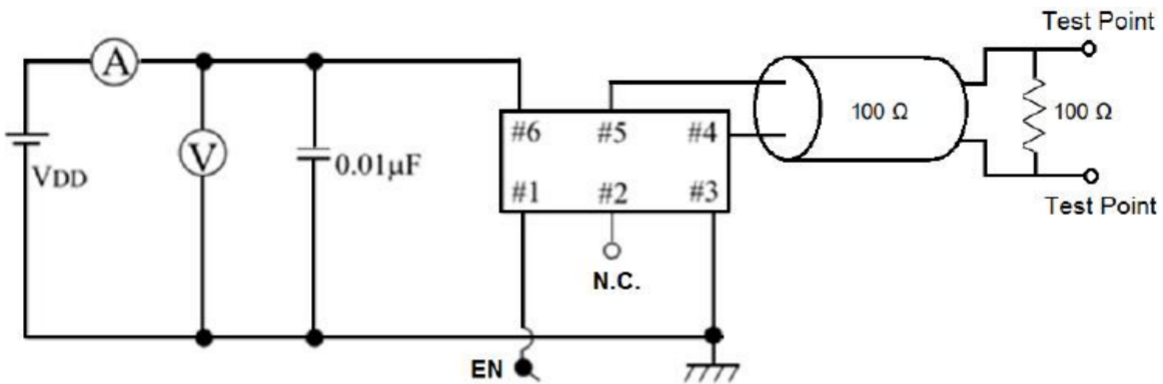 Test Point
A
#6 #5 #4
100 Ω
100 Ω
VDD
V
0.01μF
#1 #2 #3
Test Point
N.C.
EN